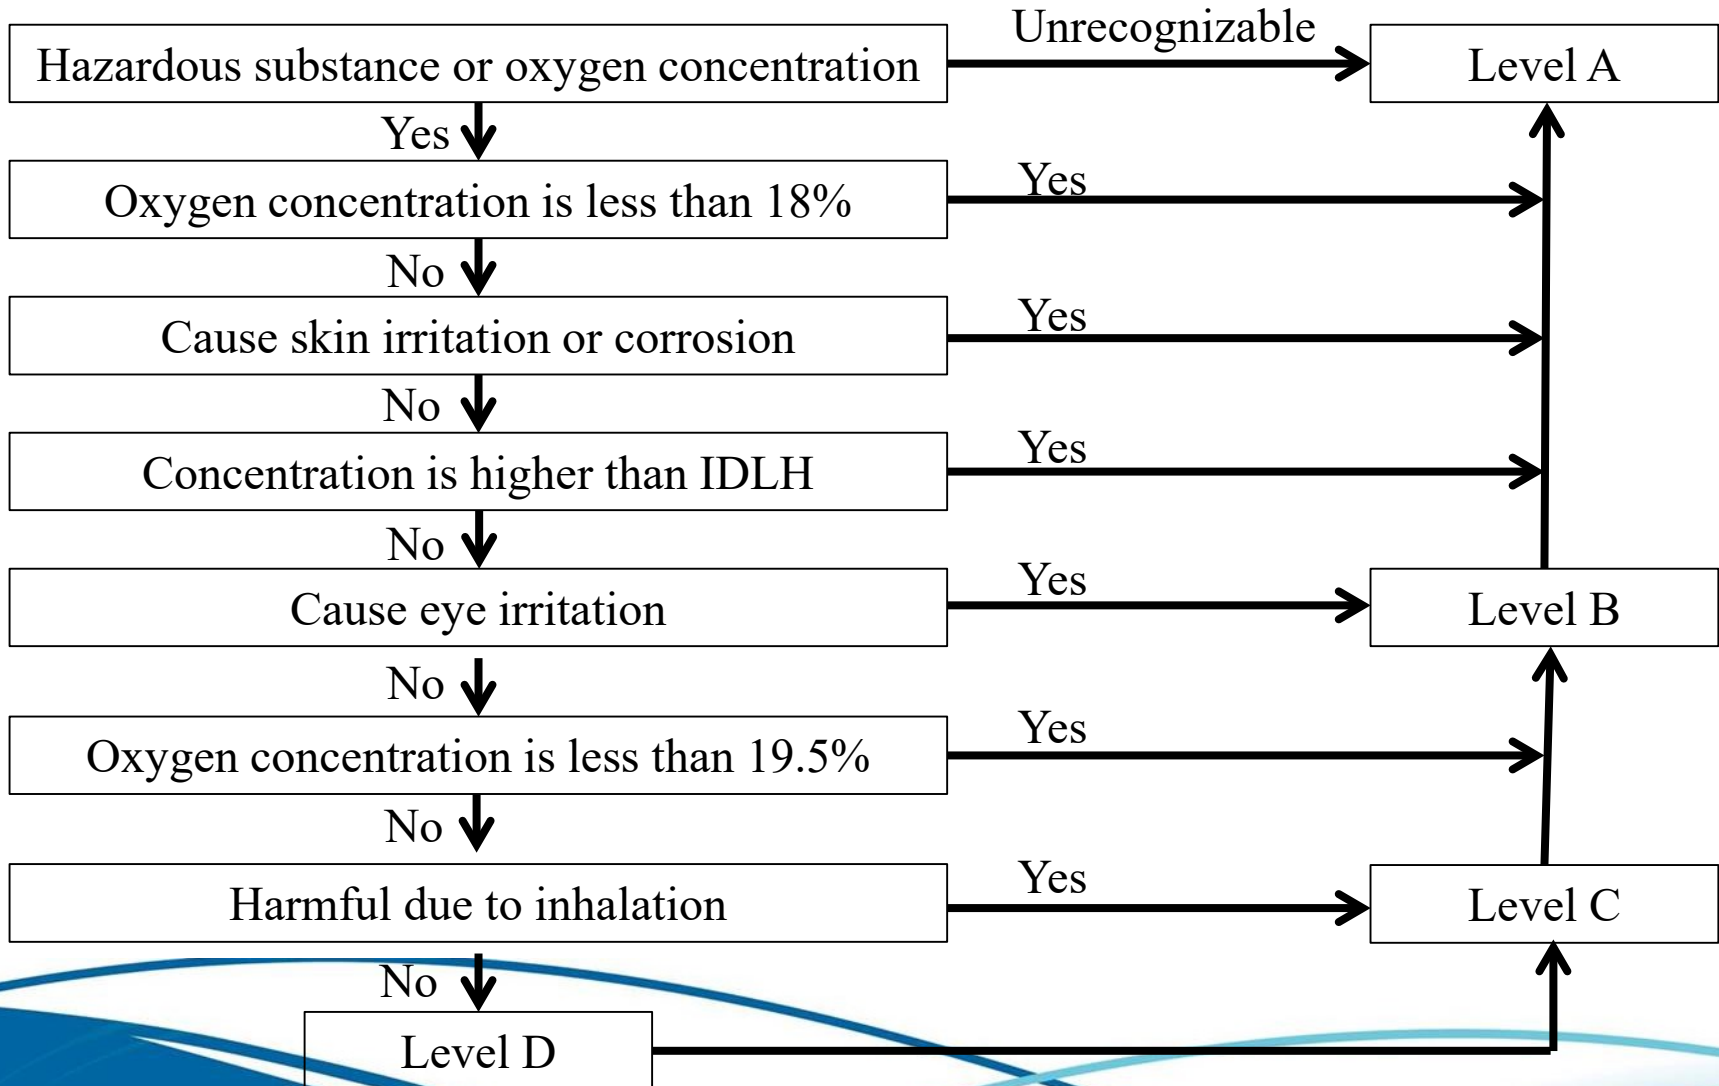 Unrecognizable
Hazardous substance or oxygen concentration
Level A
Yes
Oxygen concentration is less than 18%
Yes
No
Cause skin irritation or corrosion
Yes
No
Concentration is higher than IDLH
Yes
No
Cause eye irritation
Yes
Level B
No
Oxygen concentration is less than 19.5%
Yes
No
Harmful due to inhalation
Yes
Level C
No
Level D